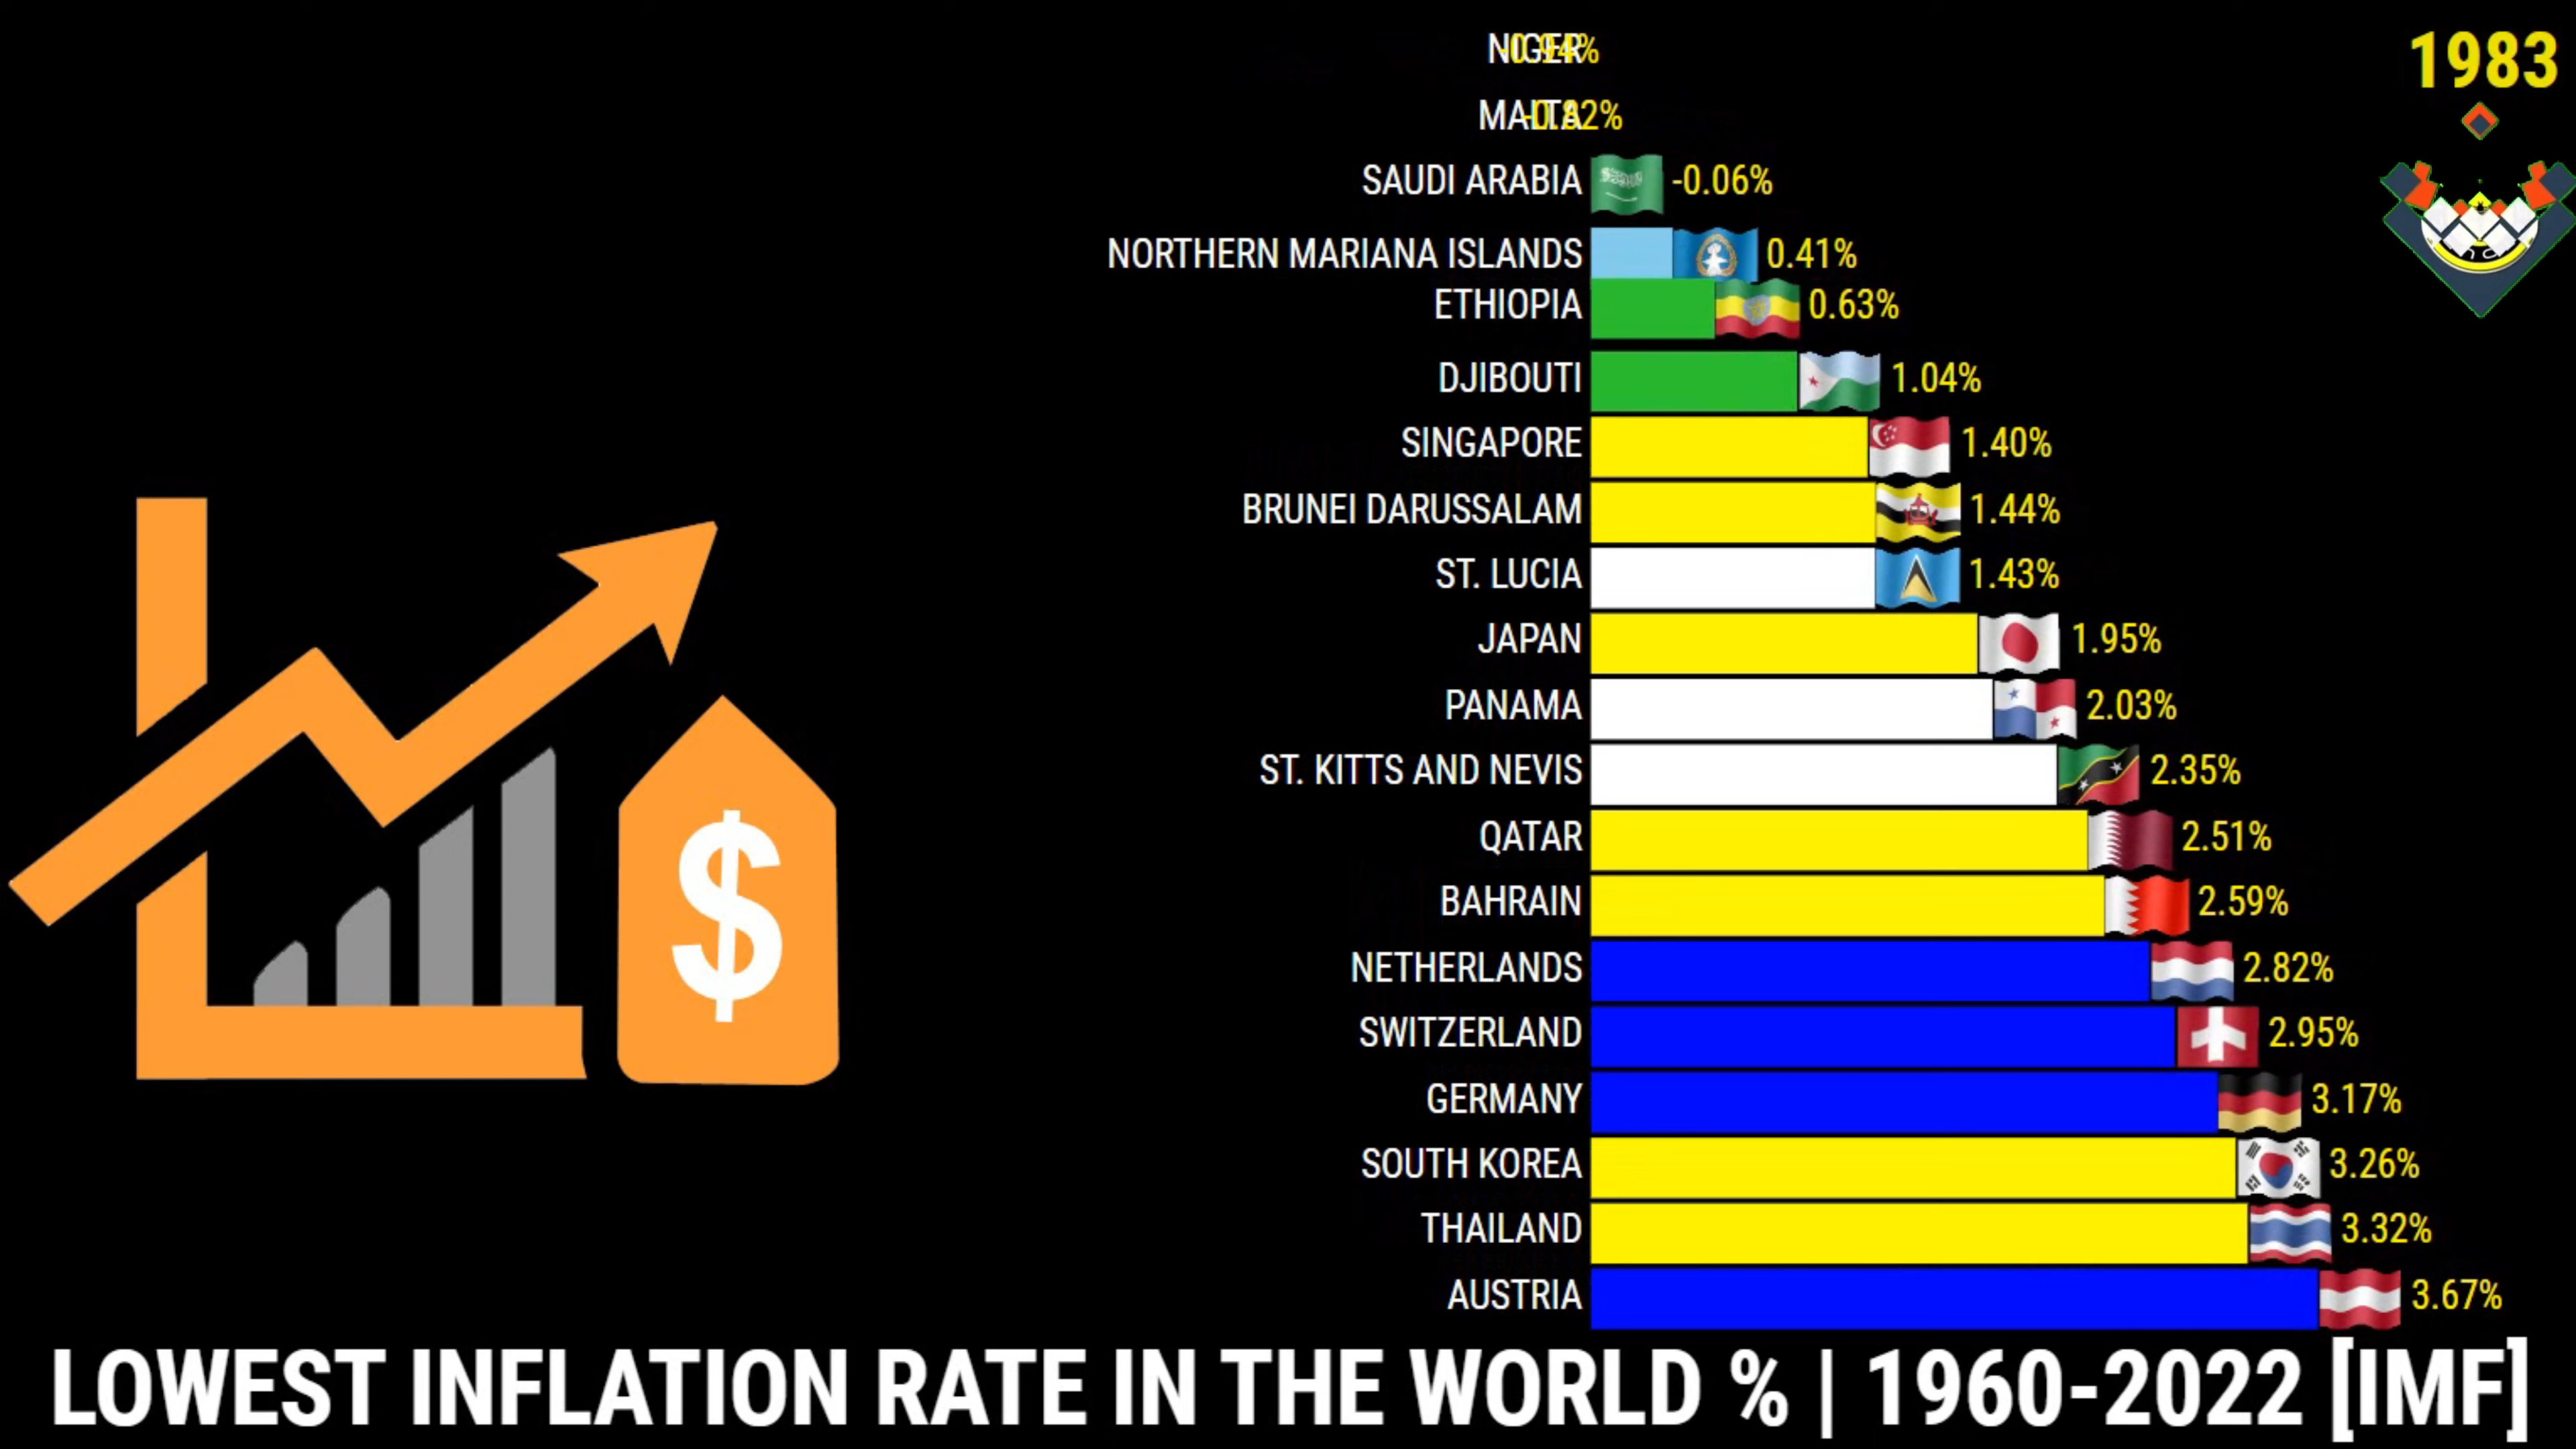 1983
NIGER
MALTA
SAUDI ARABIA -0.06%
NORTHERN MARIANA ISLANDS 0.41%
ETHIOPIA 0.63%
DJIBOUTI 1.04%
SINGAPORE 1.40%
BRUNEI DARUSSALAM 1.44%
ST. LUCIA 1.43%
JAPAN 1.95%
PANAMA 2.03%
ST. KITTS AND NEVIS 2.35%
QATAR 2.51%
BAHRAIN 2.59%
NETHERLANDS 2.82%
SWITZERLAND 2.95%
GERMANY 3.17%
SOUTH KOREA 3.26%
THAILAND 3.32%
AUSTRIA 3.67%
$
LOWEST INFLATION RATE IN THE WORLD % | 1960-2022 [IMF]